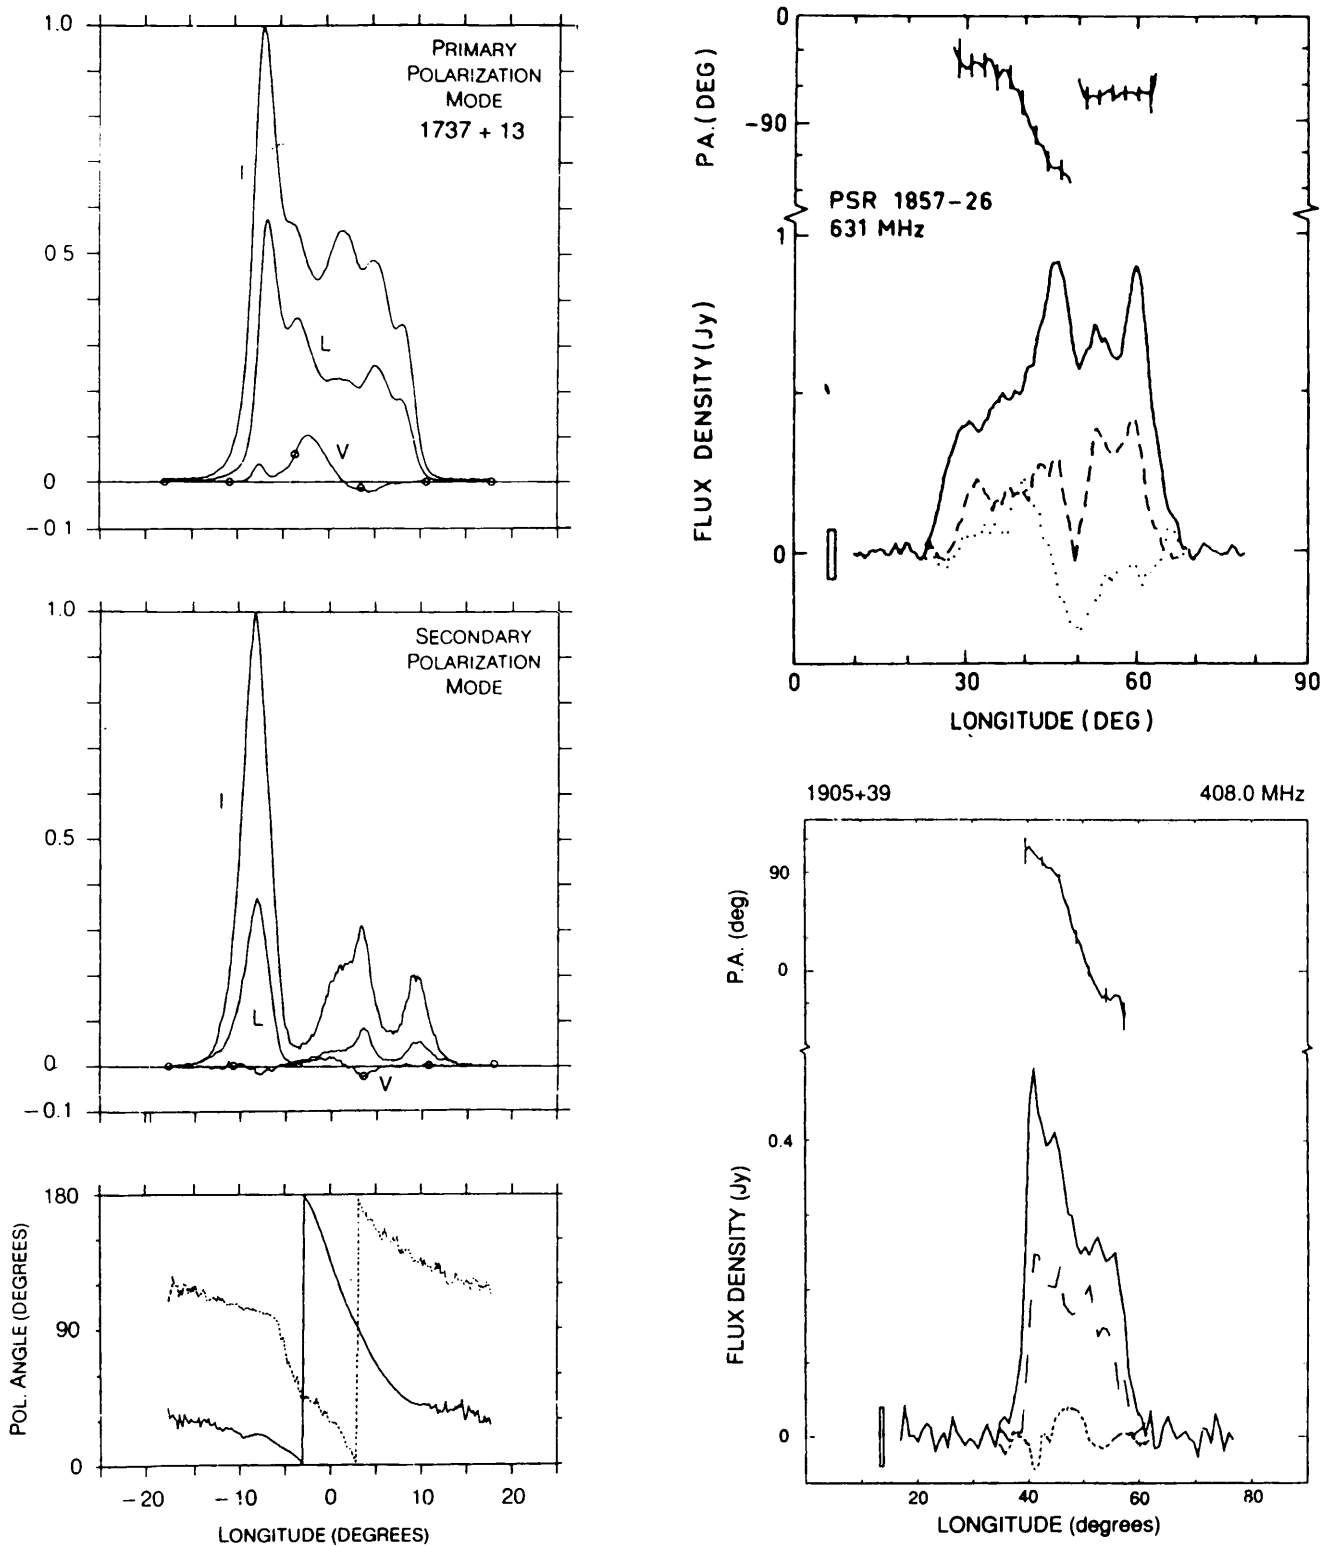 PRIMARY
POLARIZATION
MODE
1737 + 13
1.0
0 5
0
-0 1
I
L
V
SECONDARY
POLARIZATION
MODE
1.0
0.5
0
-0.1
I
L
V
POL. ANGLE (DEGREES)
180
90
0
-20 -10 0 10 20
LONGITUDE (DEGREES)
P.A. (DEG)
0
-90
PSR 1857-26
631 MHz
FLUX DENSITY (Jy)
1
0
0 30 60 90
LONGITUDE (DEG)
1905+39 408.0 MHz
P.A. (deg)
90
0
FLUX DENSITY (Jy)
0.4
0
20 40 60 80
LONGITUDE (degrees)